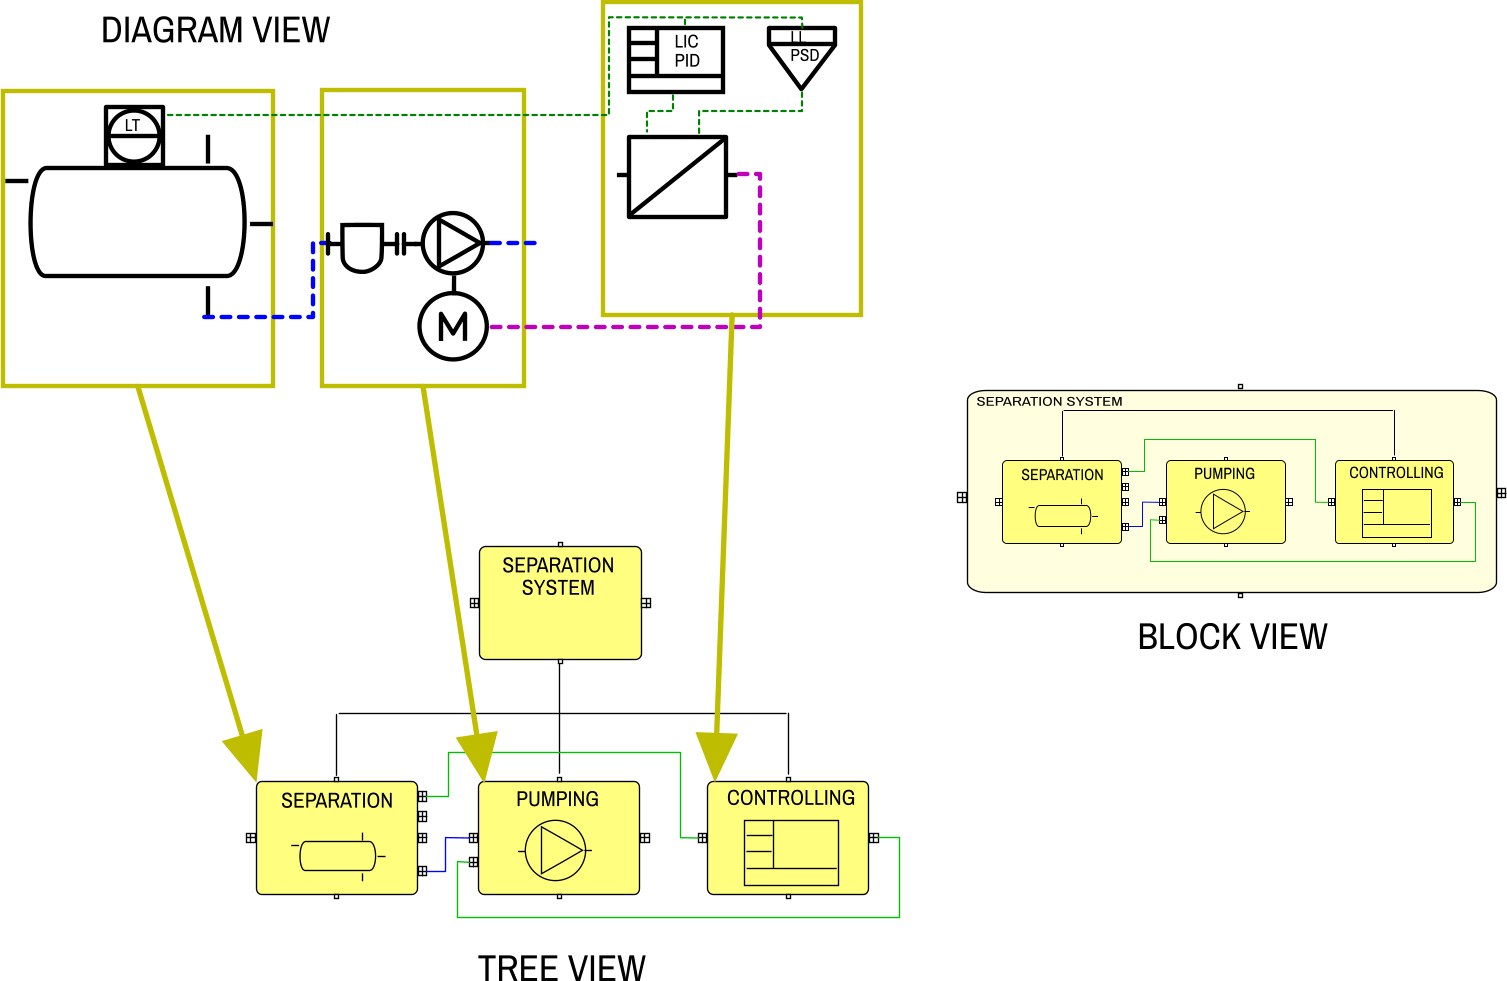 DIAGRAM VIEW
LT
LIC
PID
LL
PSD
M
SEPARATION SYSTEM
SEPARATION
PUMPING
CONTROLLING
BLOCK VIEW
SEPARATION
SYSTEM
SEPARATION
PUMPING
CONTROLLING
TREE VIEW